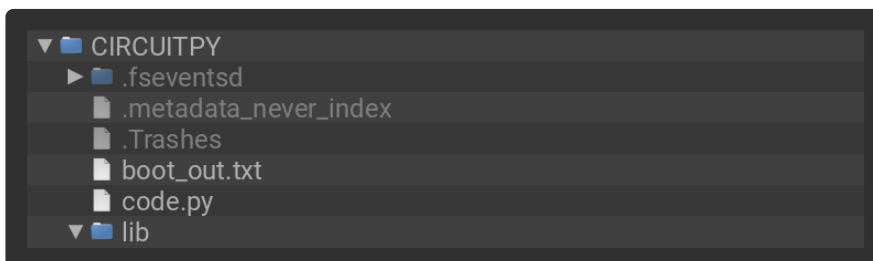 CIRCUITPY
.fseventsd
.metadata_never_index
.Trashes
boot_out.txt
code.py
lib